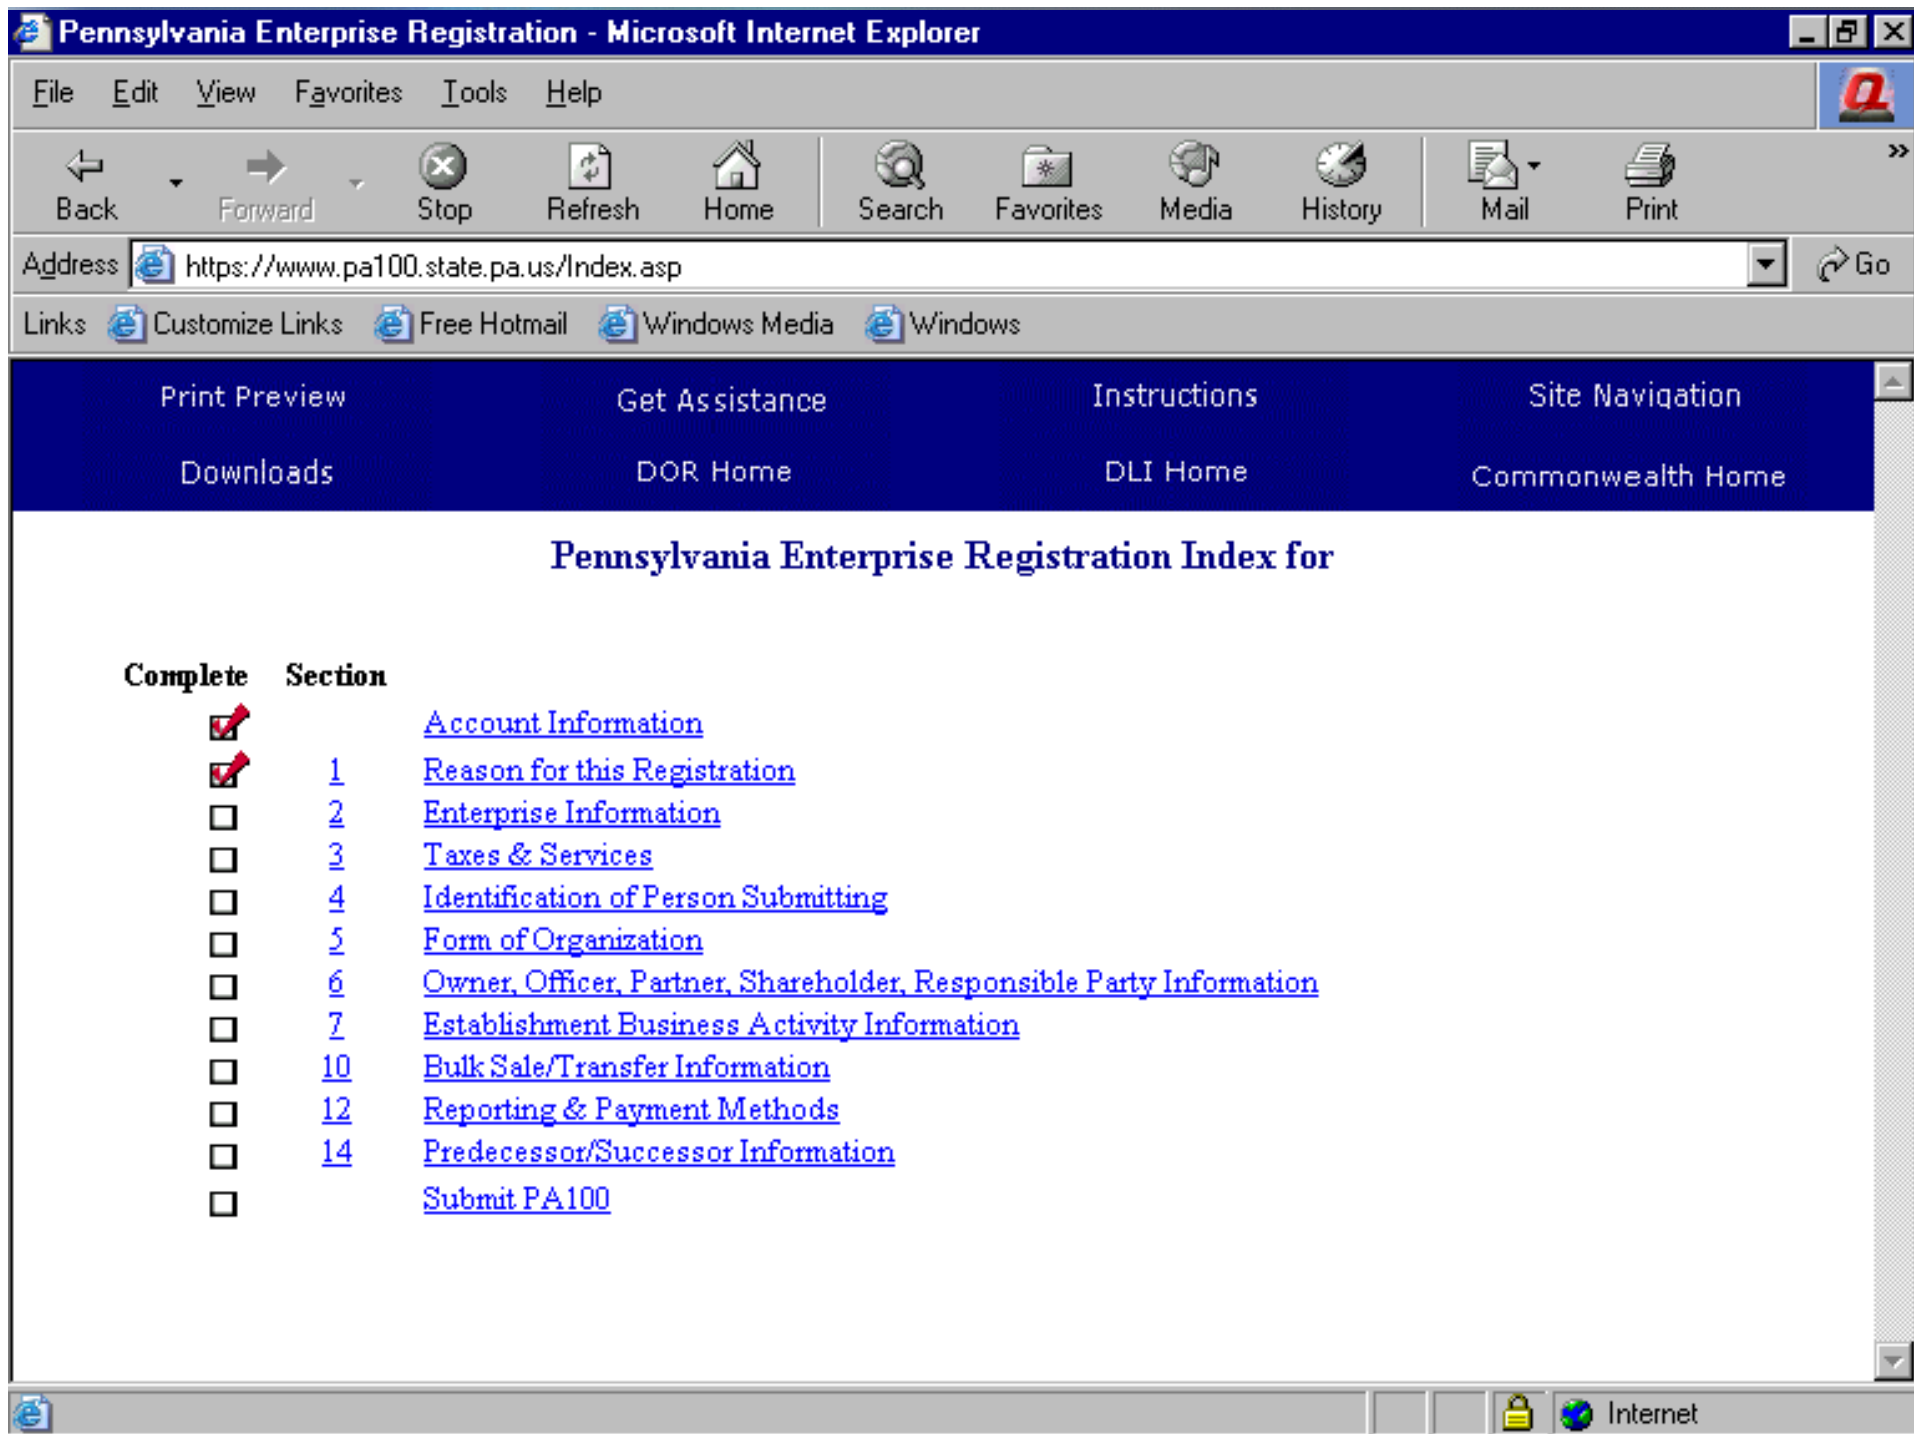 Pennsylvania Enterprise Registration - Microsoft Internet Explorer
File Edit View Favorites Tools Help
Back Forward Stop Refresh Home Search Favorites Media History Mail Print »
Address https://www.pa100.state.pa.us/Index.asp Go
Links Customize Links Free Hotmail Windows Media Windows
Print Preview Get Assistance Instructions Site Navigation
Downloads DOR Home DLI Home Commonwealth Home
Pennsylvania Enterprise Registration Index for
Complete Section
Account Information
1 Reason for this Registration
2 Enterprise Information
3 Taxes & Services
4 Identification of Person Submitting
5 Form of Organization
6 Owner, Officer, Partner, Shareholder, Responsible Party Information
7 Establishment Business Activity Information
10 Bulk Sale/Transfer Information
12 Reporting & Payment Methods
14 Predecessor/Successor Information
Submit PA100
Internet